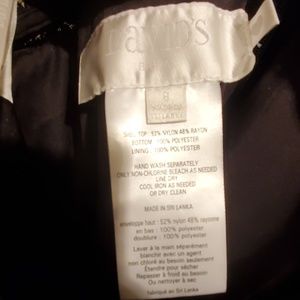 DAVID'S
8
SHELL TOP: 52% NYLON 48% RAYON
BOTTOM: 100% POLYESTER
LINING: 100% POLYESTER
HAND WASH SEPARATELY
ONLY NON-CHLORINE BLEACH AS NEEDED
LINE DRY
COOL IRON AS NEEDED
OR DRY CLEAN
MADE IN SRI LANKA
enveloppe haut: 52% nylon 48% rayonne
en bas: 100% polyester
doublure: 100% polyester
Laver à la main séparément
blanchir avec un agent
non chloré au besoin seulement
Étendre pour sécher
Repasser à froid au besoin
Ou nettoyer à sec
fabriqué en Sri Lanka